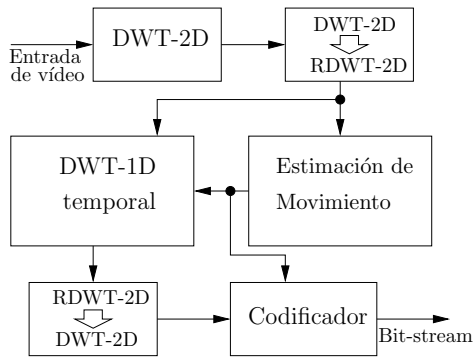 Entrada
de vídeo
DWT-2D
DWT-2D
RDWT-2D
DWT-1D
temporal
Estimación de
Movimiento
RDWT-2D
DWT-2D
Codificador
Bit-stream